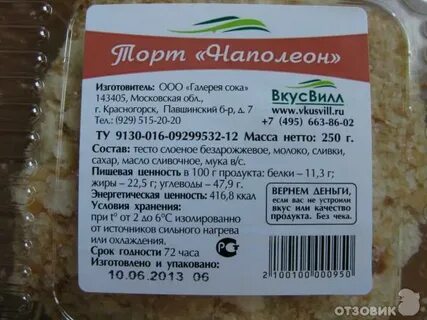 Торт «Наполеон»
Изготовитель: ООО "Галерея сока"
143405, Московская обл.,
г. Красногорск, Павшинский б-р, д. 7
Тел.: (929) 515-20-20
ВкусВилл
www.vkusvill.ru
+7 (495) 663-86-02
ТУ 9130-016-09299532-12 Масса нетто: 250 г.
Состав: тесто слоеное бездрожжевое, молоко, сливки,
сахар, масло сливочное, мука в/с.
Пищевая ценность в 100 г продукта: белки – 11,3 г;
жиры – 22,5 г; углеводы – 47,9 г.
Энергетическая ценность: 416,8 ккал
Условия хранения:
при t° от 2 до 6°С изолированно
от источников сильного нагрева
или охлаждения.
Срок годности 72 часа
Изготовлено и упаковано:
10.06.2013 06
ВЕРНЕМ ДЕНЬГИ,
если вас не устроили
вкус или качество
продукта. Без чека.
РС
2 100100 000950
ОТЗОВИК